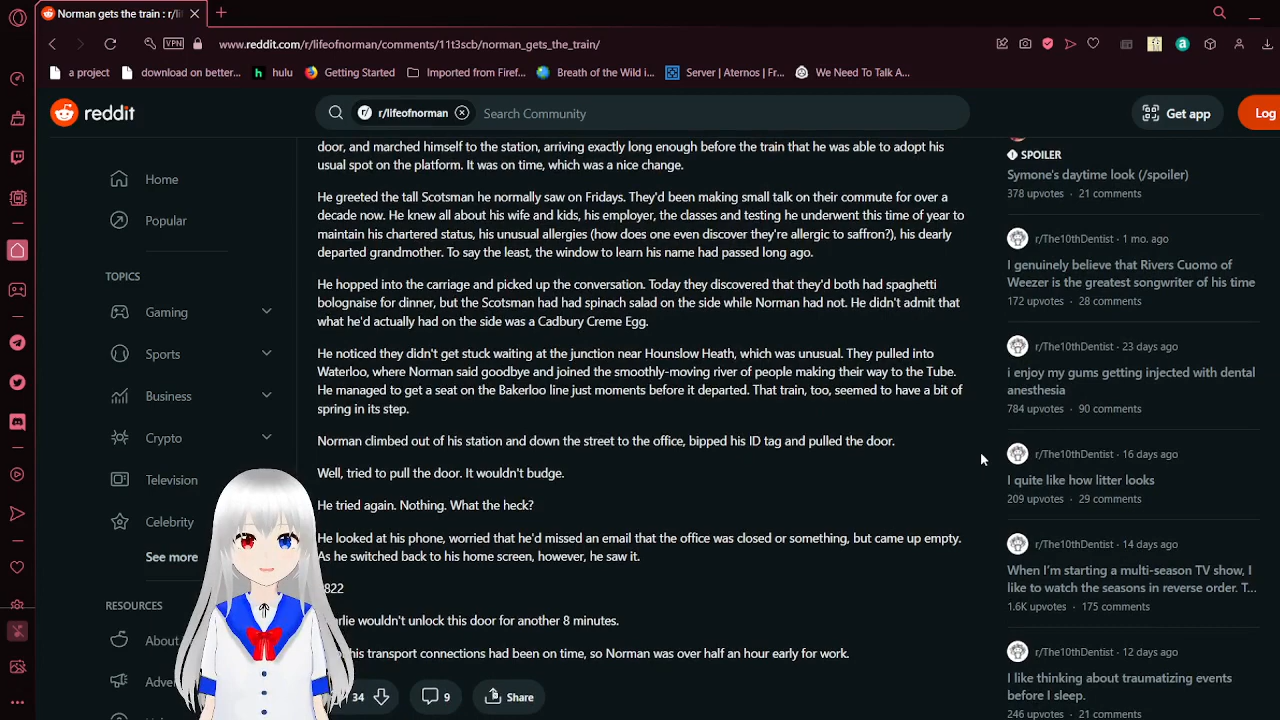 Norman gets the train : r/li
www.reddit.com/r/lifeofnorman/comments/11t3scb/norman_gets_the_train/
VPN
a project
download on better...
hulu
Getting Started
Imported from Firef...
Breath of the Wild i...
Server | Aternos | Fr...
We Need To Talk A...
reddit
r/lifeofnorman
Search Community
Get app
Log
Home
Popular
TOPICS
Gaming
Sports
Business
Crypto
Television
Celebrity
See more
RESOURCES
About
Adve
door, and marched himself to the station, arriving exactly long enough before the train that he was able to adopt his
usual spot on the platform. It was on time, which was a nice change.
He greeted the tall Scotsman he normally saw on Fridays. They'd been making small talk on their commute for over a
decade now. He knew all about his wife and kids, his employer, the classes and testing he underwent this time of year to
maintain his chartered status, his unusual allergies (how does one even discover they're allergic to saffron?), his dearly
departed grandmother. To say the least, the window to learn his name had passed long ago.
He hopped into the carriage and picked up the conversation. Today they discovered that they'd both had spaghetti
bolognaise for dinner, but the Scotsman had had spinach salad on the side while Norman had not. He didn't admit that
what he'd actually had on the side was a Cadbury Creme Egg.
He noticed they didn't get stuck waiting at the junction near Hounslow Heath, which was unusual. They pulled into
Waterloo, where Norman said goodbye and joined the smoothly-moving river of people making their way to the Tube.
He managed to get a seat on the Bakerloo line just moments before it departed. That train, too, seemed to have a bit of
spring in its step.
Norman climbed out of his station and down the street to the office, bipped his ID tag and pulled the door.
Well, tried to pull the door. It wouldn't budge.
He tried again. Nothing. What the heck?
He looked at his phone, worried that he'd missed an email that the office was closed or something, but came up empty.
As he switched back to his home screen, however, he saw it.
822
rlie wouldn't unlock this door for another 8 minutes.
his transport connections had been on time, so Norman was over half an hour early for work.
34
9
Share
SPOILER
Symone's daytime look (/spoiler)
378 upvotes · 21 comments
r/The10thDentist · 1 mo. ago
I genuinely believe that Rivers Cuomo of
Weezer is the greatest songwriter of his time
172 upvotes · 28 comments
r/The10thDentist · 23 days ago
i enjoy my gums getting injected with dental
anesthesia
784 upvotes · 90 comments
r/The10thDentist · 16 days ago
I quite like how litter looks
209 upvotes · 29 comments
r/The10thDentist · 14 days ago
When I'm starting a multi-season TV show, I
like to watch the seasons in reverse order. T...
1.6K upvotes · 175 comments
r/The10thDentist · 12 days ago
I like thinking about traumatizing events
before I sleep.
246 upvotes · 21 comments